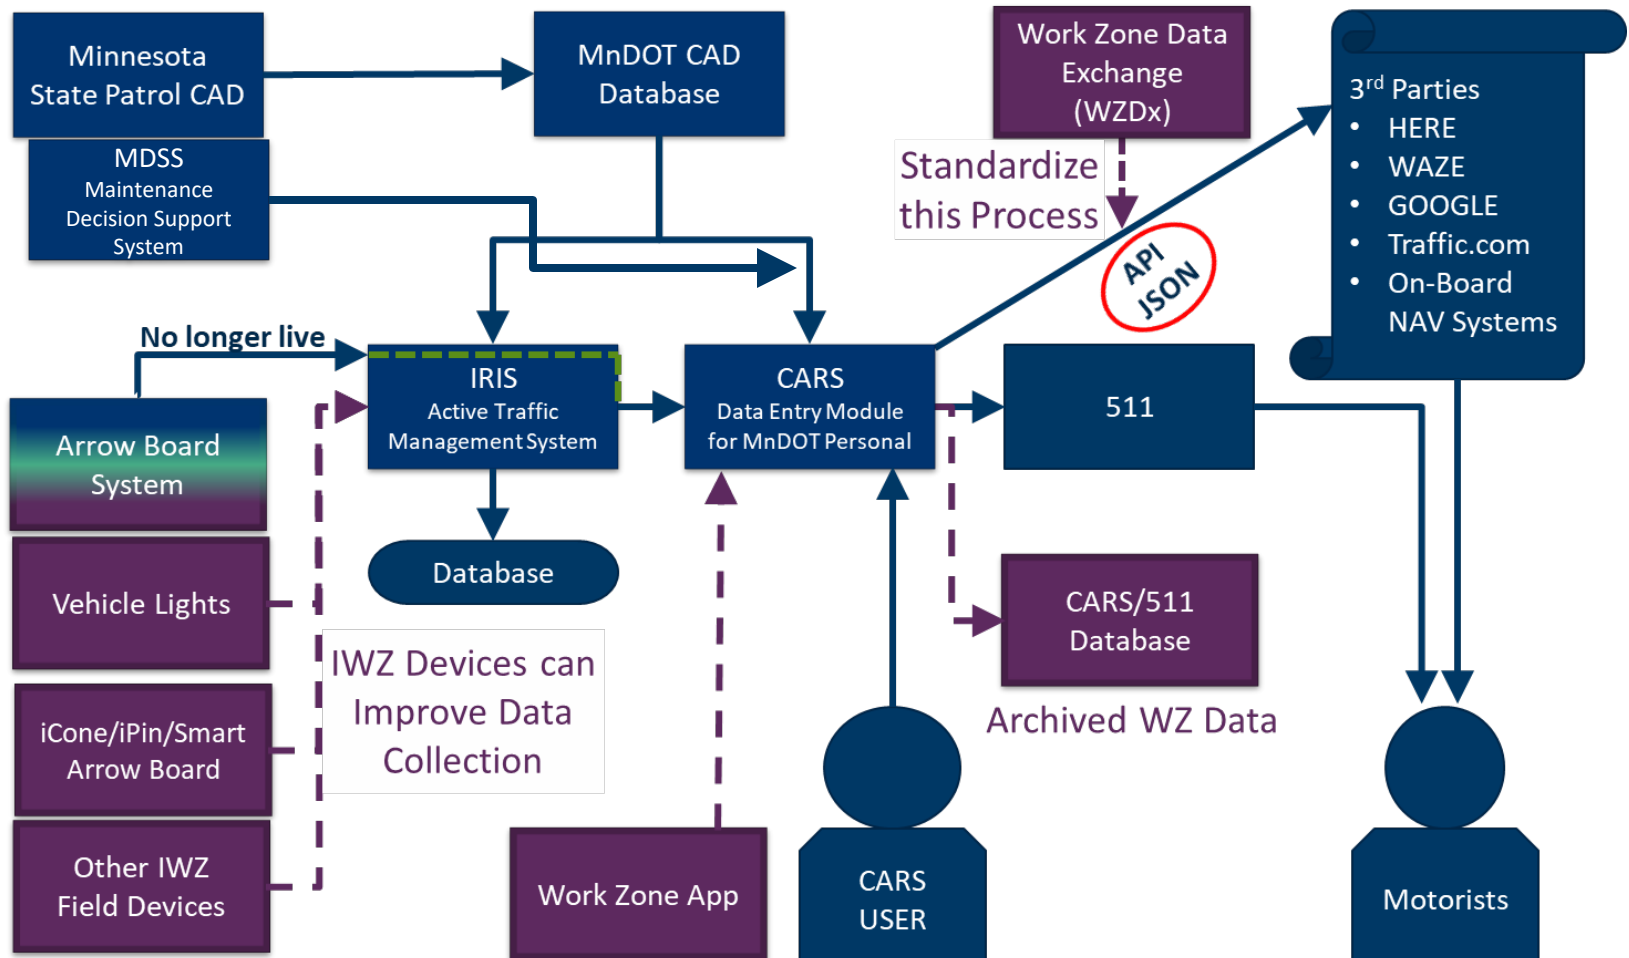 Minnesota
State Patrol CAD
MnDOT CAD
Database
Work Zone Data
Exchange
(WZDx)
3rd Parties
• HERE
• WAZE
• GOOGLE
• Traffic.com
• On-Board
NAV Systems
MDSS
Maintenance
Decision Support
System
Standardize
this Process
API
JSON
No longer live
IRIS
Active Traffic
Management System
CARS
Data Entry Module
for MnDOT Personal
511
Arrow Board
System
Database
Vehicle Lights
CARS/511
Database
IWZ Devices can
Improve Data
Collection
Archived WZ Data
iCone/iPin/Smart
Arrow Board
Other IWZ
Field Devices
Work Zone App
CARS
USER
Motorists